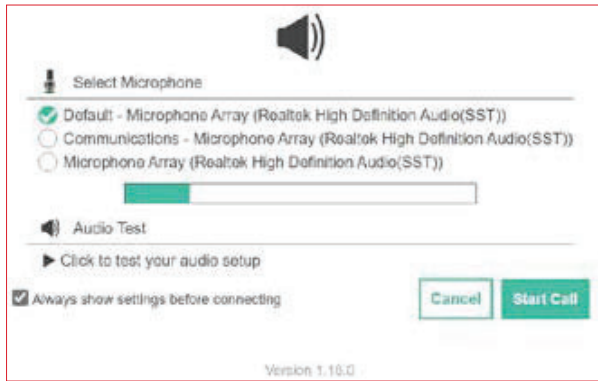 Select Microphone
Default - Microphone Array (Realtek High Definition Audio(SST))
Communications - Microphone Array (Realtek High Definition Audio(SST))
Microphone Array (Realtek High Definition Audio(SST))
Audio Test
Click to test your audio setup
Always show settings before connecting
Cancel
Start Call
Version 1.16.0